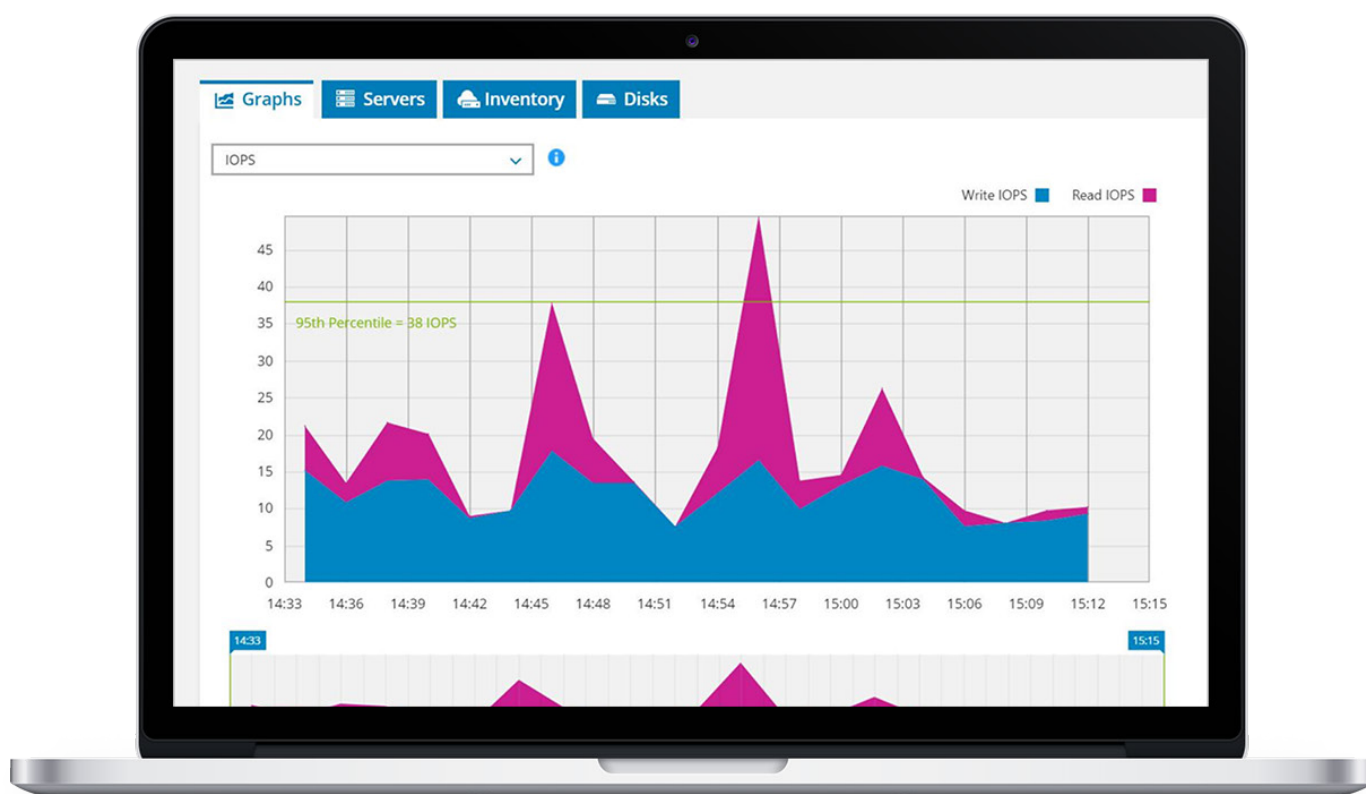 Graphs Servers Inventory Disks
IOPS
Write IOPS Read IOPS
45
40
35
95th Percentile = 38 IOPS
30
25
20
15
10
5
0
14:33 14:36 14:39 14:42 14:45 14:48 14:51 14:54 14:57 15:00 15:03 15:06 15:09 15:12 15:15
14:33 15:15